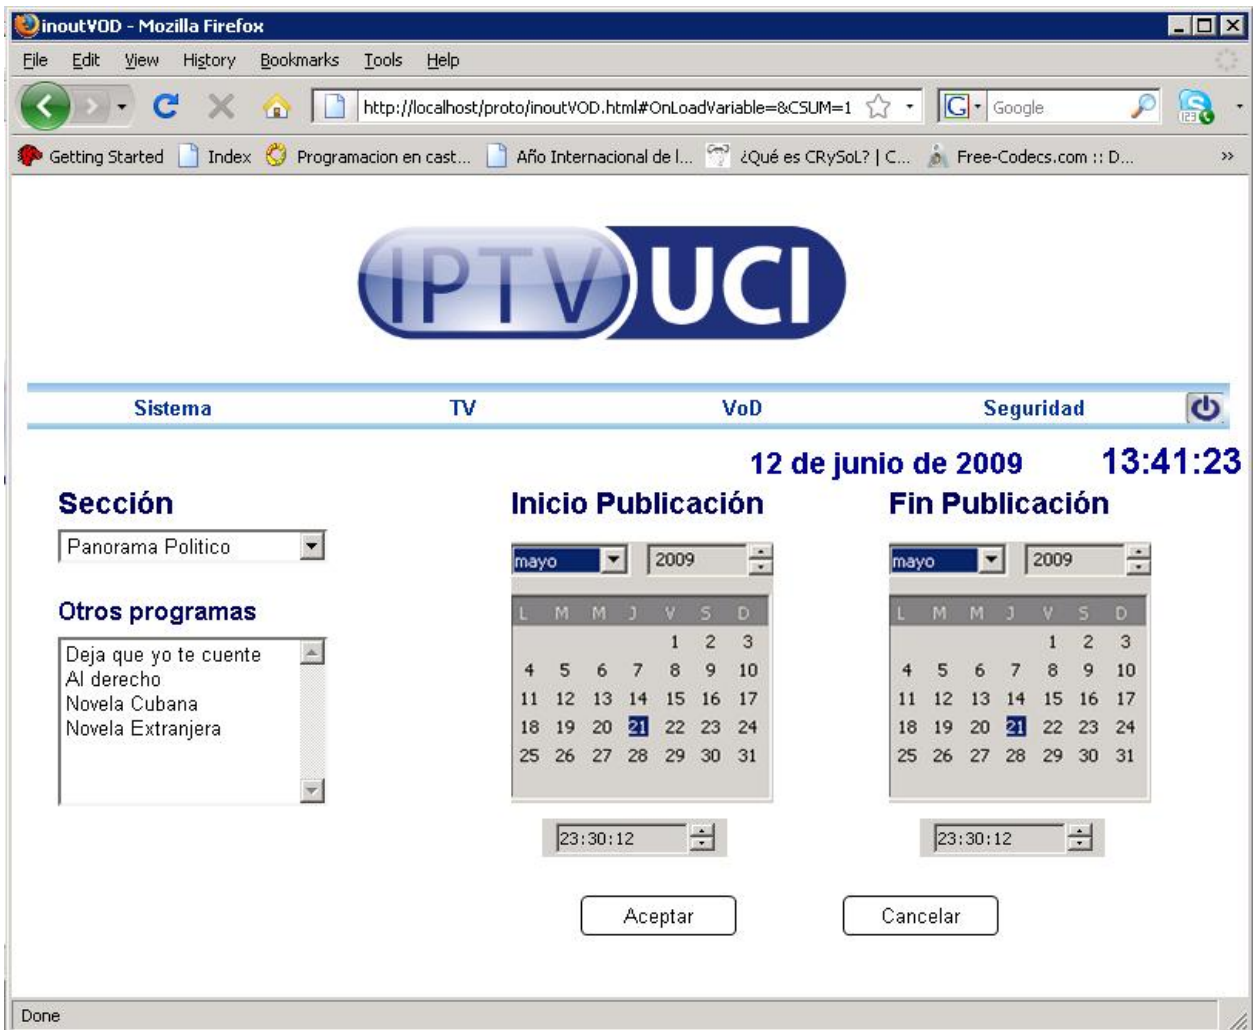 inoutVOD - Mozilla Firefox
File Edit View History Bookmarks Tools Help
http://localhost/proto/inoutVOD.html#OnLoadVariable=&CSUM=1 G Google 123
Getting Started Index Programacion en cast... Año Internacional de l... ¿Qué es CRySoL? | C... Free-Codecs.com :: D... »
IPTV UCI
Sistema TV VoD Seguridad
12 de junio de 2009 13:41:23
Sección Inicio Publicación Fin Publicación
Panorama Politico mayo 2009 mayo 2009
Otros programas L M M J V S D L M M J V S D
1 2 3 1 2 3
Deja que yo te cuente 4 5 6 7 8 9 10 4 5 6 7 8 9 10
Al derecho
Novela Cubana 11 12 13 14 15 16 17 11 12 13 14 15 16 17
Novela Extranjera 18 19 20 21 22 23 24 18 19 20 21 22 23 24
25 26 27 28 29 30 31 25 26 27 28 29 30 31
23:30:12 23:30:12
Aceptar Cancelar
Done